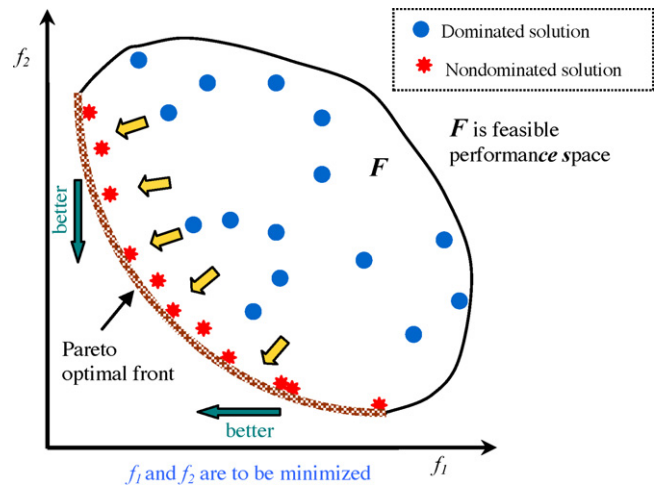 f2
Dominated solution
Nondominated solution
F is feasible
performance space
F
better
Pareto
optimal front
better
f1 and f2 are to be minimized
f1